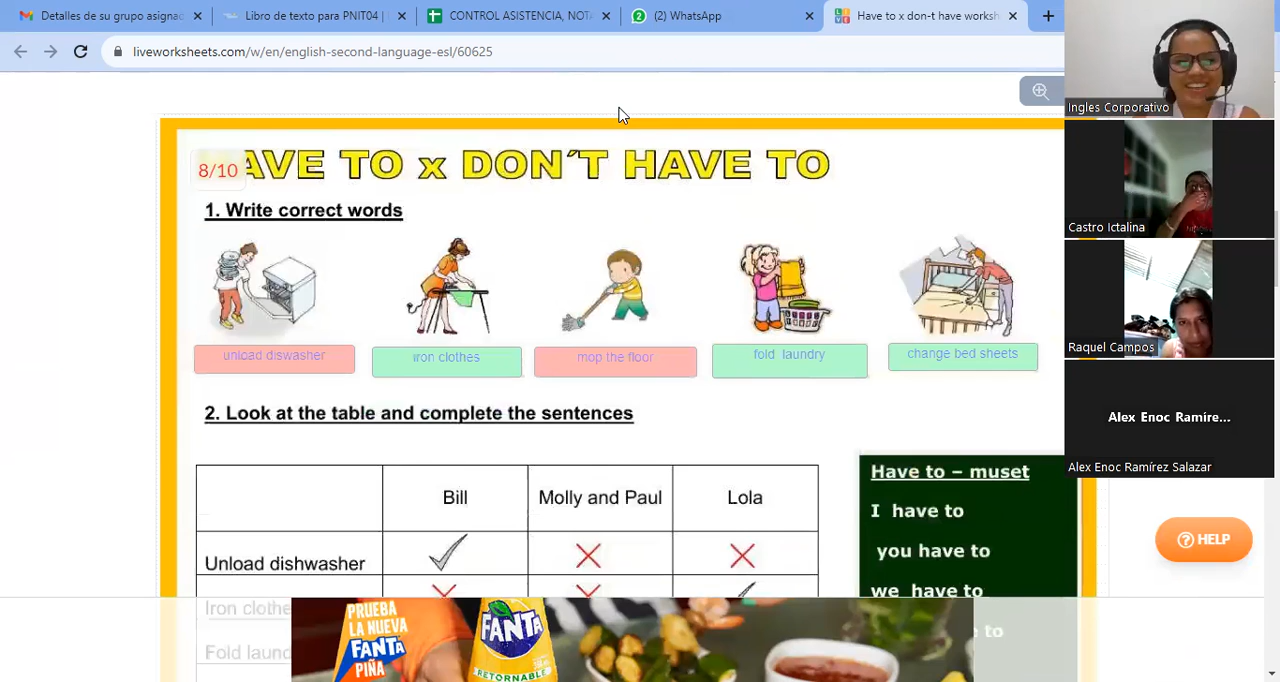 Detalles de su grupo asignac
Libro de texto para PNIT04 |
CONTROL ASISTENCIA, NOTA
(2) WhatsApp
Have to x don-t have worksh
liveworksheets.com/w/en/english-second-language-esl/60625
Ingles Corporativo
Castro Ictalina
Raquel Campos
Alex Enoc Ramíre...
Alex Enoc Ramírez Salazar
8/10
AVE TO x DON´T HAVE TO
1. Write correct words
unload diswasher
iron clothes
mop the floor
fold laundry
change bed sheets
2. Look at the table and complete the sentences
Bill
Molly and Paul
Lola
Unload dishwasher
Iron clothe
Fold laund
Have to – muset
I have to
you have to
we have to
to
HELP
PRUEBA
LA NUEVA
FANTA
PIÑA
FANTA
RETORNABLE